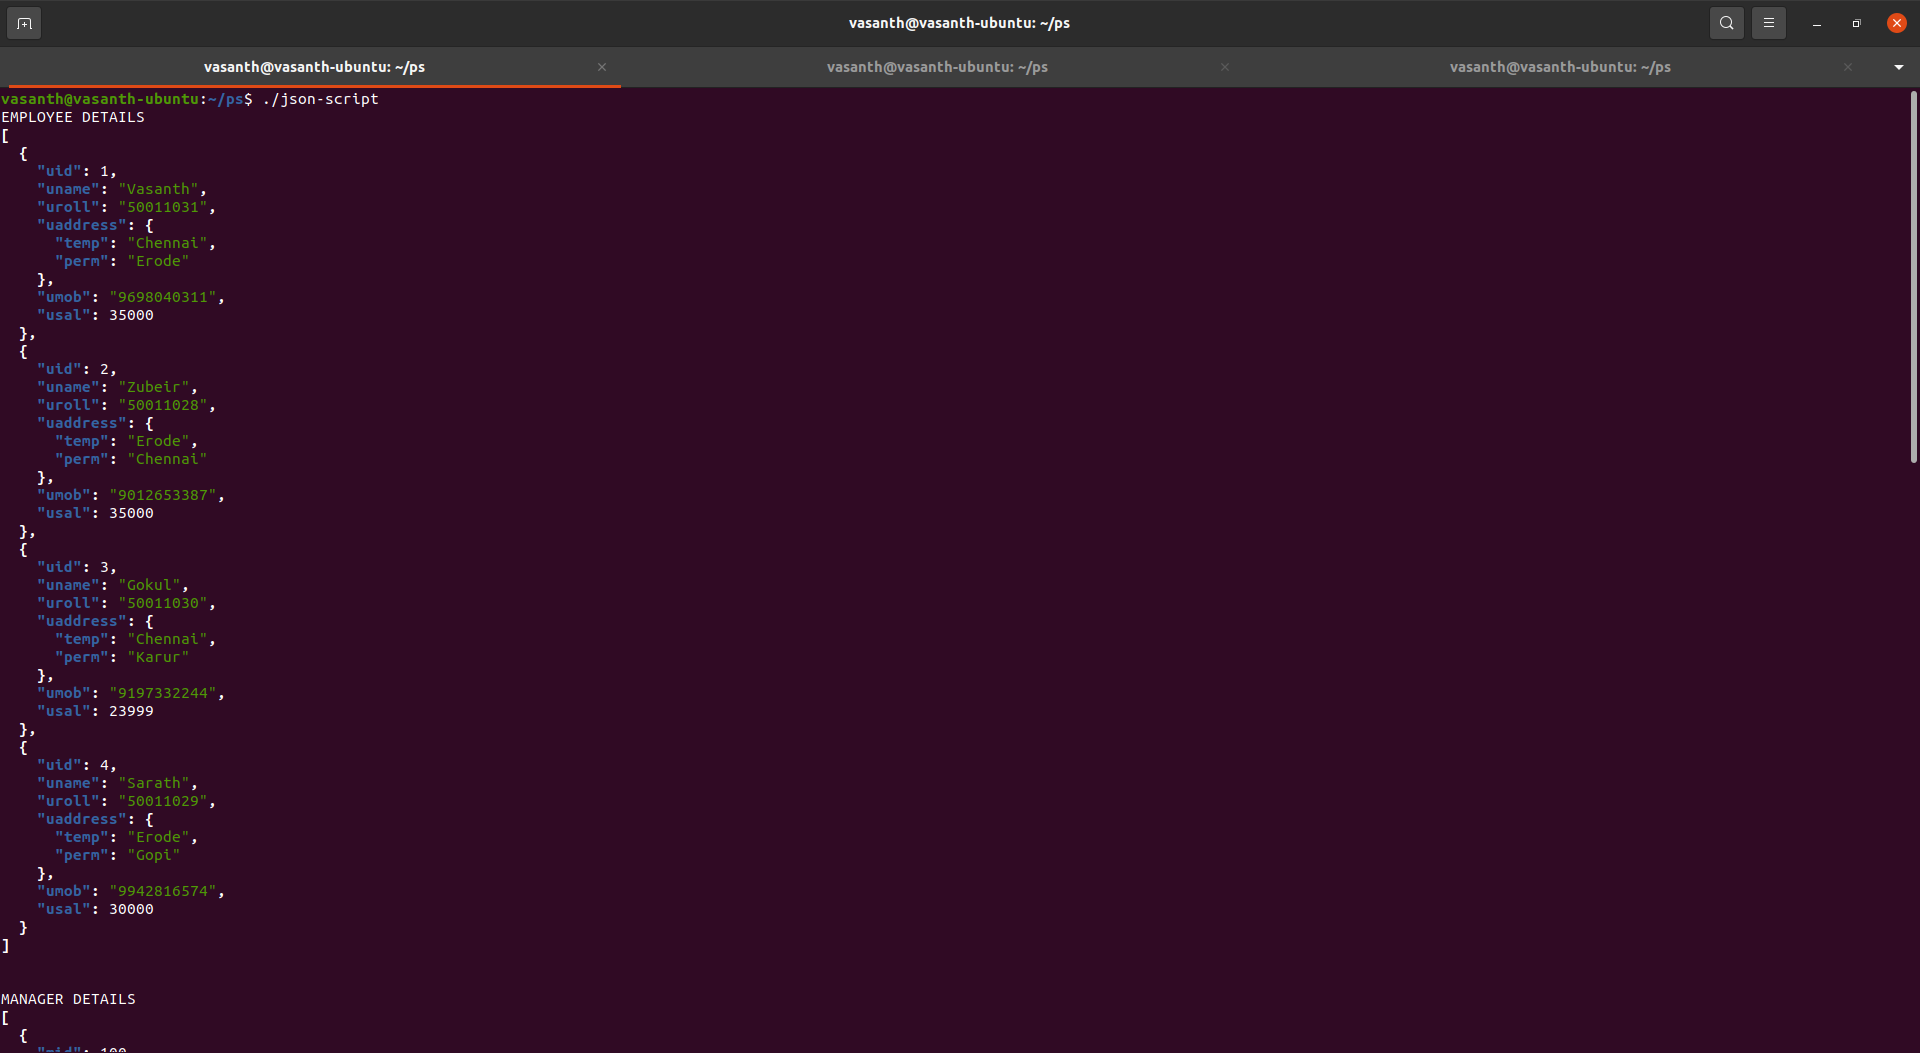 vasanth@vasanth-ubuntu: ~/ps
vasanth@vasanth-ubuntu: ~/ps
vasanth@vasanth-ubuntu: ~/ps
vasanth@vasanth-ubuntu: ~/ps
vasanth@vasanth-ubuntu:~/ps$ ./json-script
EMPLOYEE DETAILS
[
  {
    "uid": 1,
    "uname": "Vasanth",
    "uroll": "50011031",
    "uaddress": {
      "temp": "Chennai",
      "perm": "Erode"
    },
    "umob": "9698040311",
    "usal": 35000
  },
  {
    "uid": 2,
    "uname": "Zubeir",
    "uroll": "50011028",
    "uaddress": {
      "temp": "Erode",
      "perm": "Chennai"
    },
    "umob": "9012653387",
    "usal": 35000
  },
  {
    "uid": 3,
    "uname": "Gokul",
    "uroll": "50011030",
    "uaddress": {
      "temp": "Chennai",
      "perm": "Karur"
    },
    "umob": "9197332244",
    "usal": 23999
  },
  {
    "uid": 4,
    "uname": "Sarath",
    "uroll": "50011029",
    "uaddress": {
      "temp": "Erode",
      "perm": "Gopi"
    },
    "umob": "9942816574",
    "usal": 30000
  }
]
MANAGER DETAILS
[
  {
    "mid": 100